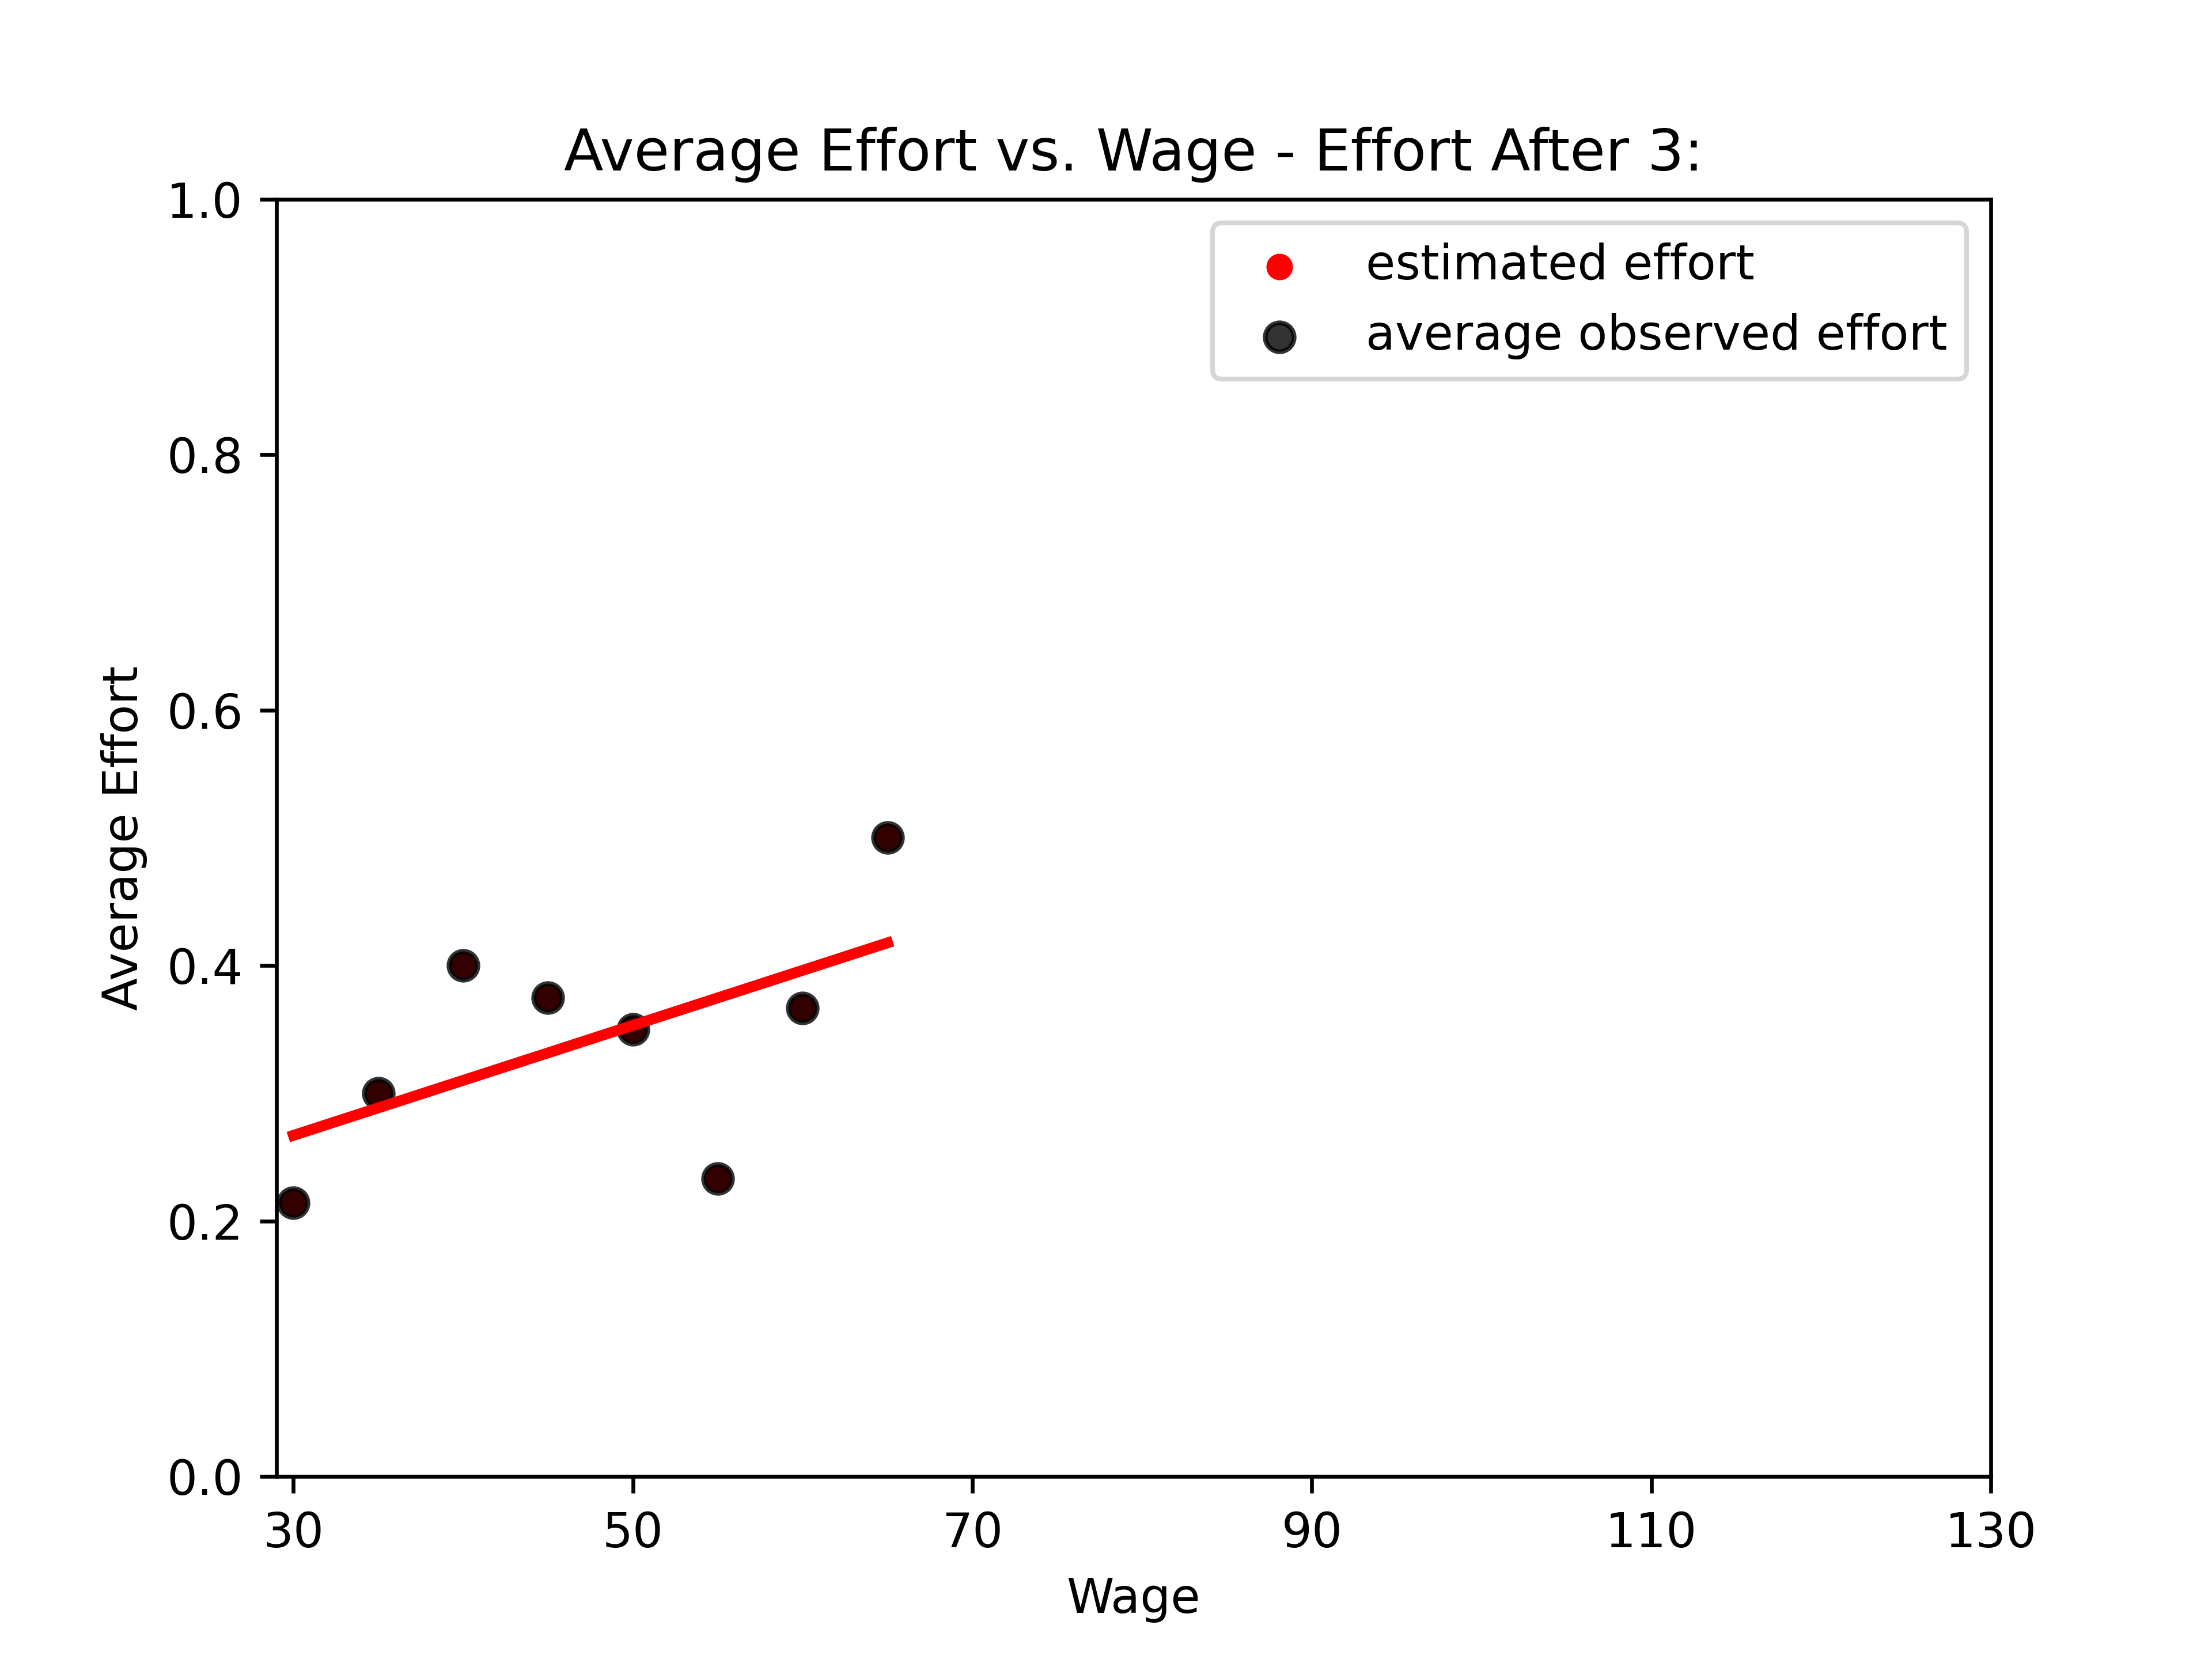 Average Effort vs. Wage - Effort After 3:
1.0
0.8
0.6
0.4
0.2
0.0
Average Effort
estimated effort
average observed effort
30 50 70 90 110 130
Wage